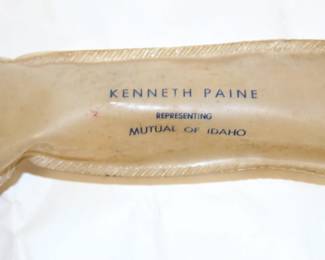 KENNETH PAINE
REPRESENTING
MUTUAL OF IDAHO